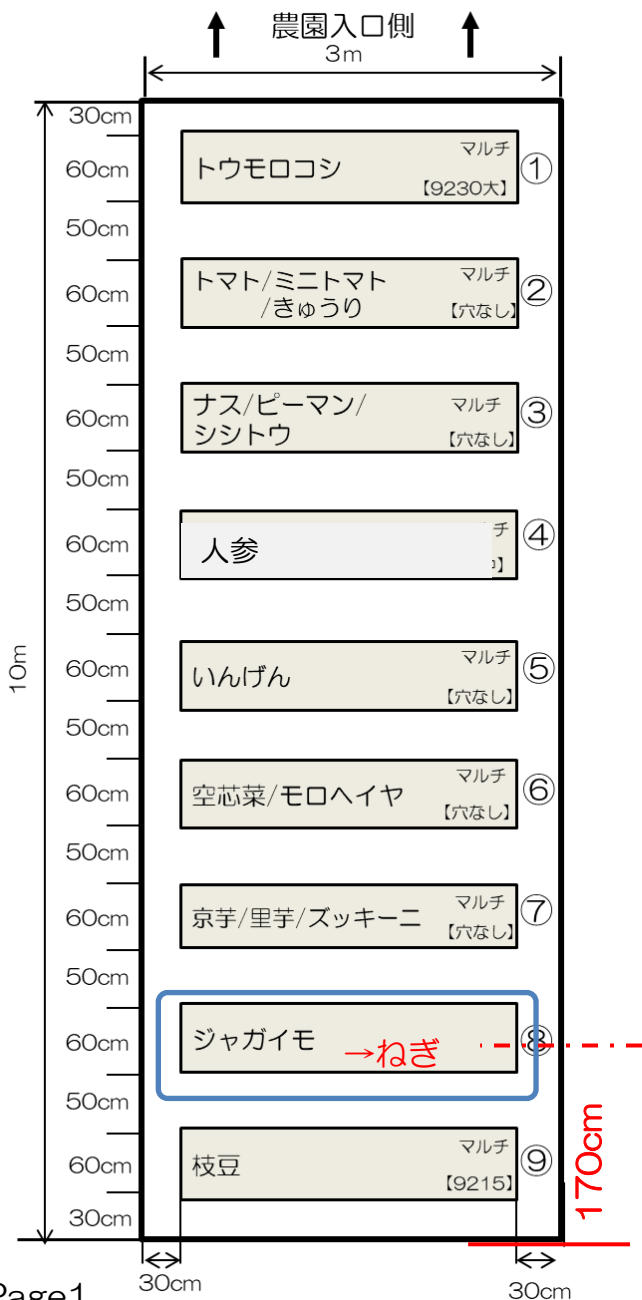 農園入口側
3m
30cm
60cm
トウモロコシ
マルチ
【9230大】
①
50cm
60cm
トマト/ミニトマト
/きゅうり
マルチ
【穴なし】
②
50cm
60cm
ナス/ピーマン/
シシトウ
マルチ
【穴なし】
③
50cm
60cm
人参
チ
④
50cm
10m
60cm
いんげん
マルチ
【穴なし】
⑤
50cm
60cm
空芯菜/モロヘイヤ
マルチ
【穴なし】
⑥
50cm
60cm
京芋/里芋/ズッキーニ
マルチ
【穴なし】
⑦
50cm
60cm
ジャガイモ
→ねぎ
⑧
50cm
60cm
枝豆
マルチ
【9215】
⑨
170cm
30cm
30cm
30cm
Page1